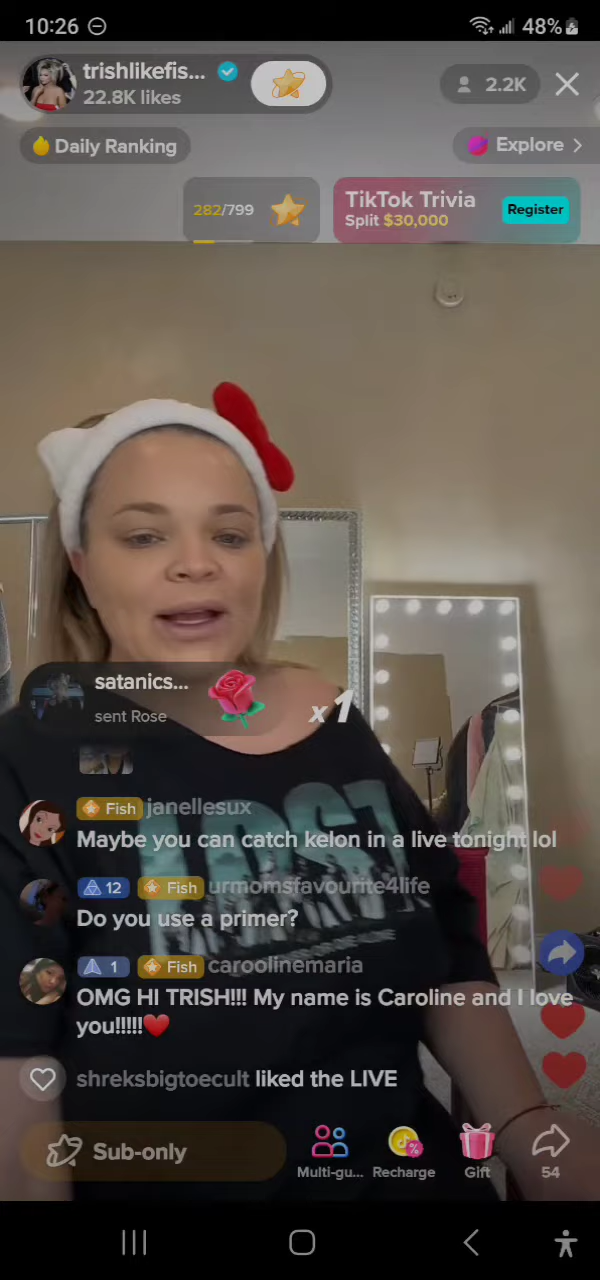 10:26
48%
trishlikefis...
22.8K likes
2.2K
Daily Ranking
Explore >
282/799
TikTok Trivia
Split $30,000
Register
satanics...
sent Rose
x1
Fish janellesux
Maybe you can catch kelon in a live tonight lol
12 Fish urmomsfavourite4life
Do you use a primer?
1 Fish caroolinemaria
OMG HI TRISH!!! My name is Caroline and I love
you!!!!!❤️
LOST
shreksbigtoecult liked the LIVE
Sub-only
Multi-gu...
Recharge
Gift
54